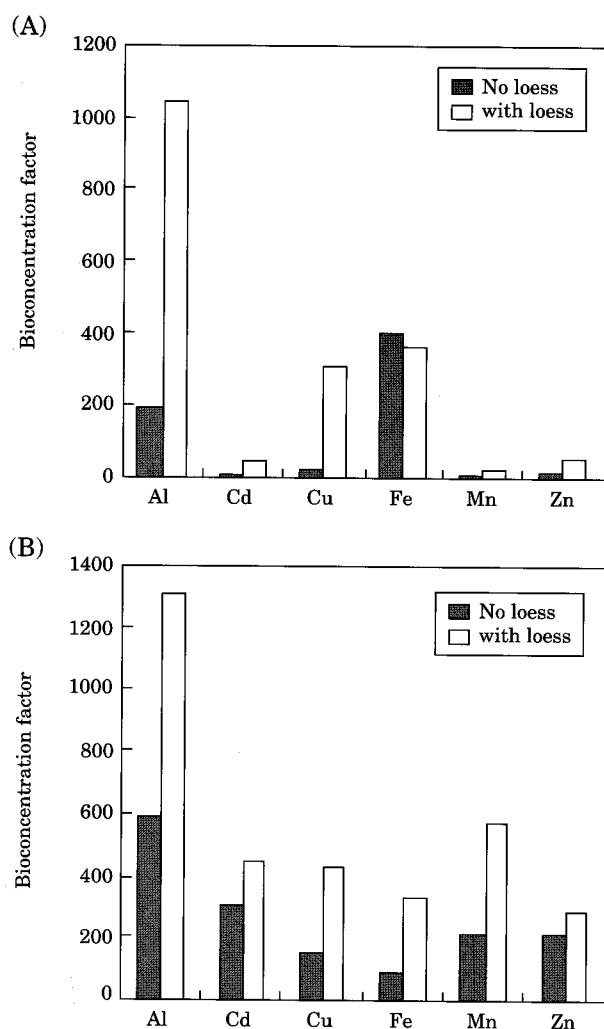 (A)
1200
1000
800
600
400
200
0
Bioconcentration factor
No loess
with loess
Al Cd Cu Fe Mn Zn
(B)
1400
1200
1000
800
600
400
200
0
Bioconcentration factor
No loess
with loess
Al Cd Cu Fe Mn Zn